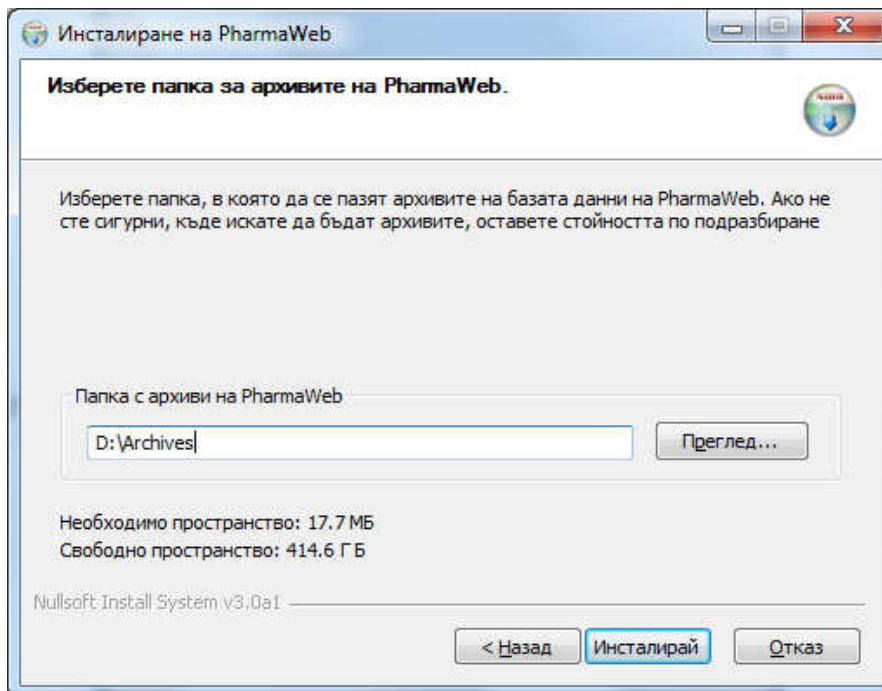 Инсталиране на PharmaWeb
Изберете папка за архивите на PharmaWeb.
Изберете папка, в която да се пазят архивите на базата данни на PharmaWeb. Ако не
сте сигурни, къде искате да бъдат архивите, оставете стойността по подразбиране
Папка с архиви на PharmaWeb
D:\Archives
Преглед...
Необходимо пространство: 17.7 МБ
Свободно пространство: 414.6 ГБ
Nullsoft Install System v3.0a1
< Назад
Инсталирай
Отказ